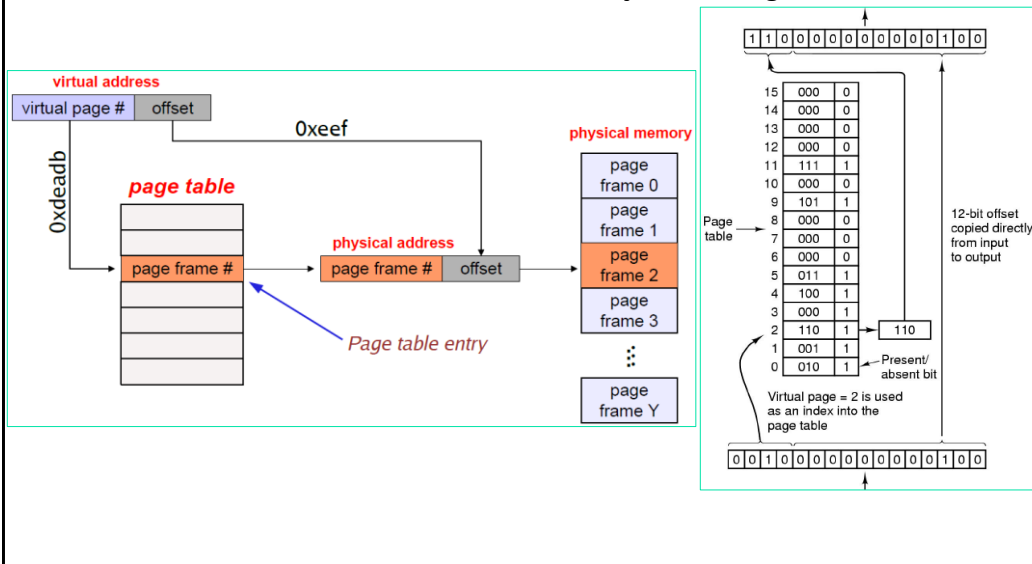 virtual address
virtual page # offset
0xeef
0xdeadb
page table
page frame #
physical address
page frame # offset
Page table entry
physical memory
page
frame 0
page
frame 1
page
frame 2
page
frame 3
page
frame Y
1 1 0 0 0 0 0 0 0 0 0 0 1 0 0
15 000 0
14 000 0
13 000 0
12 000 0
11 111 1
10 000 0
9 101 1
8 000 0
7 000 0
6 000 0
5 011 1
4 100 1
3 000 1
2 110 1 110
1 001 1
0 010 1
Page
table
Present/
absent bit
12-bit offset
copied directly
from input
to output
Virtual page = 2 is used
as an index into the
page table
0 0 1 0 0 0 0 0 0 0 0 0 0 1 0 0